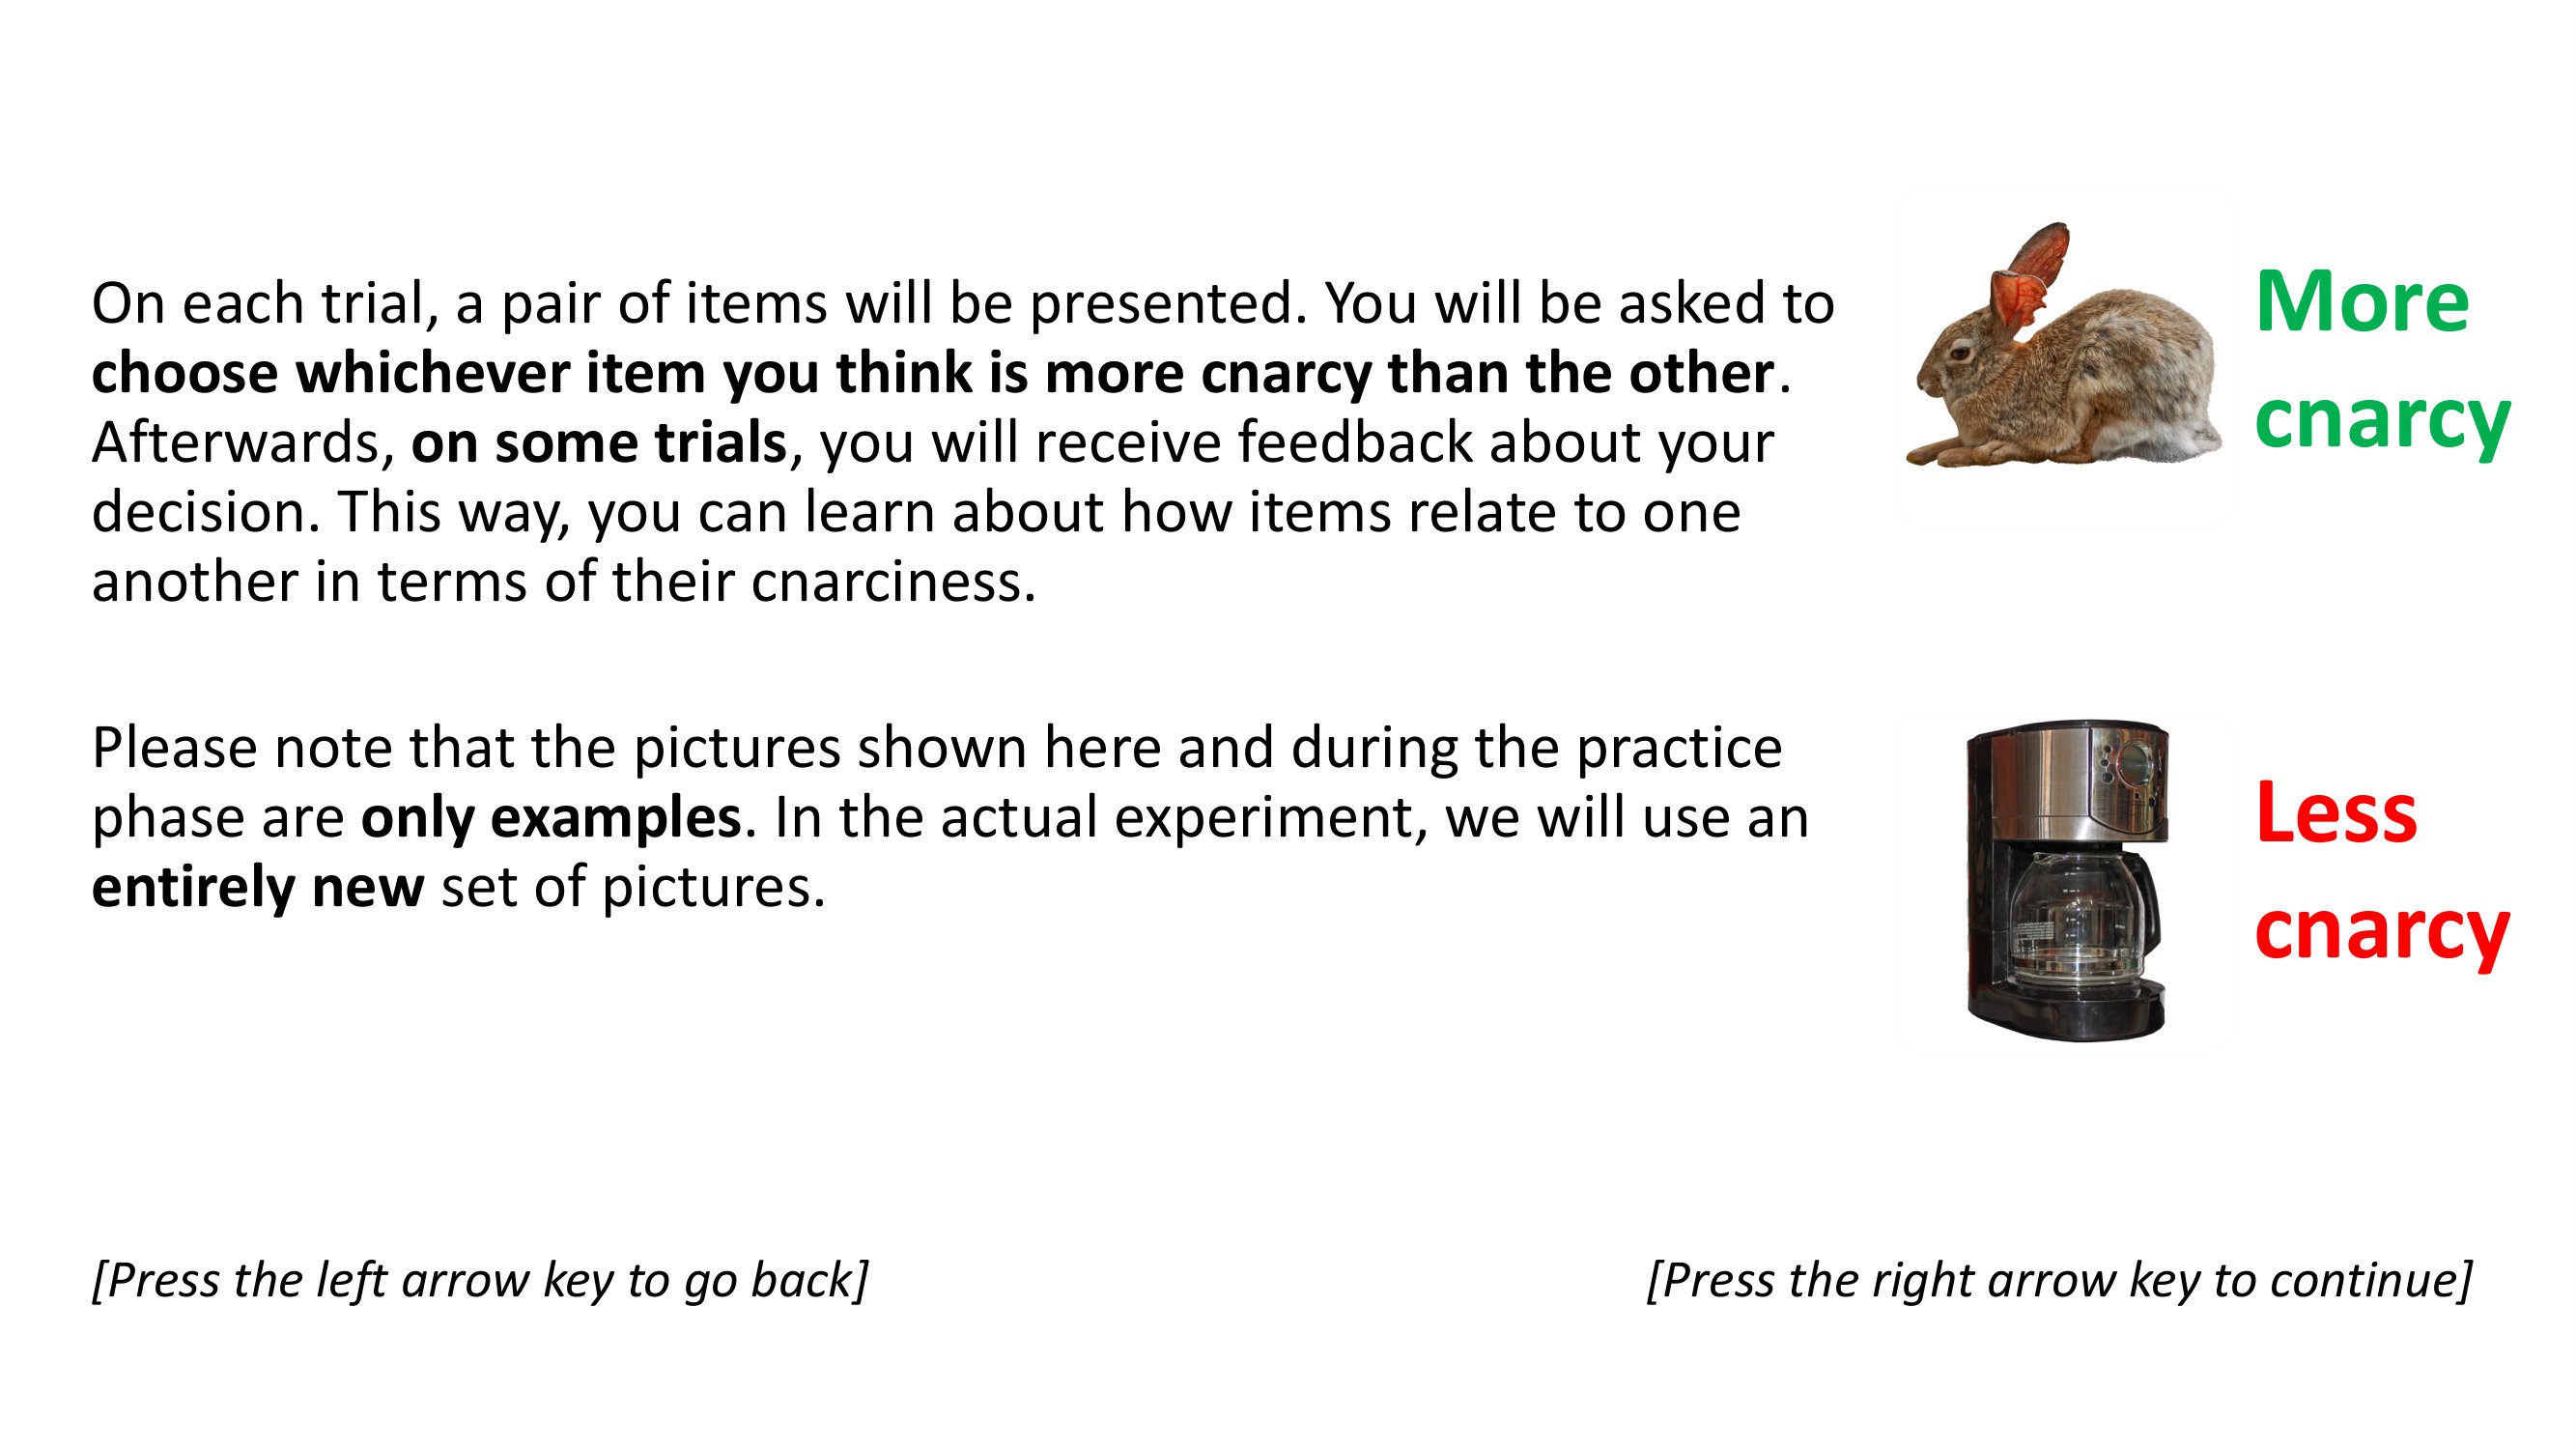 On each trial, a pair of items will be presented. You will be asked to
choose whichever item you think is more cnarcy than the other.
Afterwards, on some trials, you will receive feedback about your
decision. This way, you can learn about how items relate to one
another in terms of their cnarciness.
Please note that the pictures shown here and during the practice
phase are only examples. In the actual experiment, we will use an
entirely new set of pictures.
More
cnarcy
Less
cnarcy
[Press the left arrow key to go back]
[Press the right arrow key to continue]